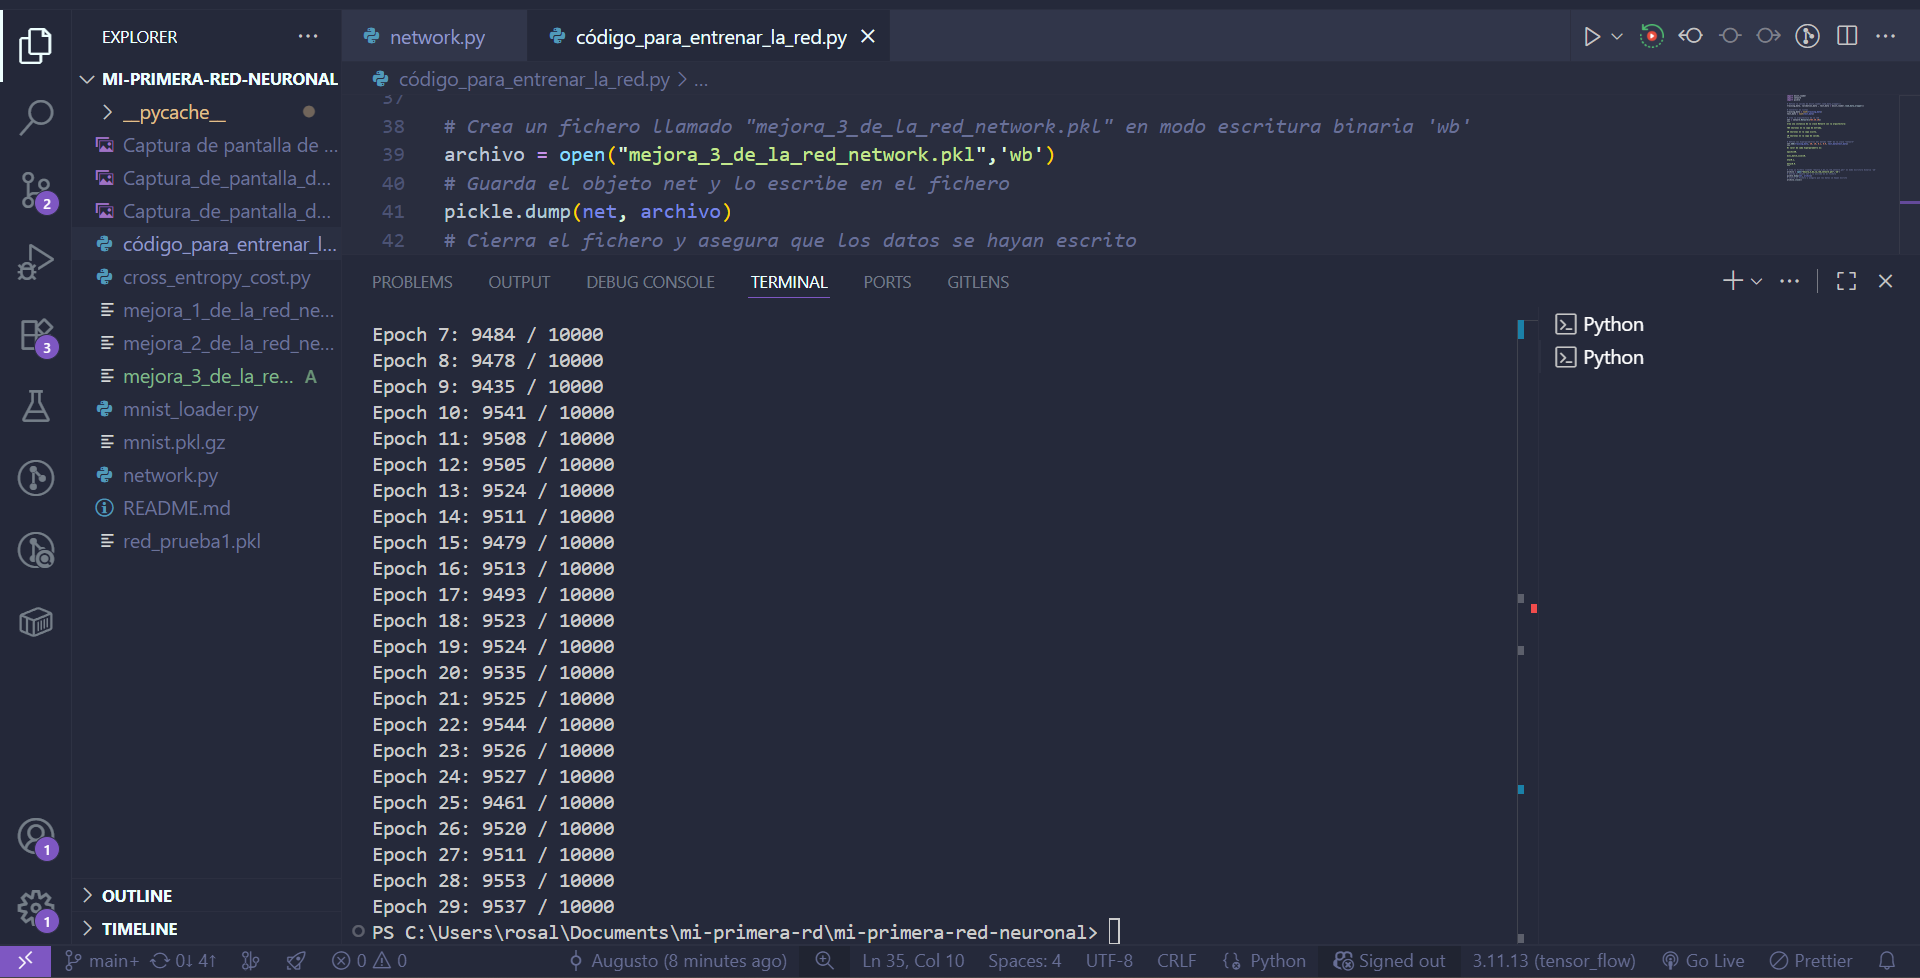 EXPLORER
MI-PRIMERA-RED-NEURONAL
__pycache__
Captura de pantalla de ...
Captura_de_pantalla_d...
Captura_de_pantalla_d...
código_para_entrenar_l...
cross_entropy_cost.py
mejora_1_de_la_red_ne...
mejora_2_de_la_red_ne...
mejora_3_de_la_re... A
mnist_loader.py
mnist.pkl.gz
network.py
README.md
red_prueba1.pkl
OUTLINE
TIMELINE
2
3
1
1
network.py código_para_entrenar_la_red.py
código_para_entrenar_la_red.py > ...
37
38 # Crea un fichero llamado "mejora_3_de_la_red_network.pkl" en modo escritura binaria 'wb'
39 archivo = open("mejora_3_de_la_red_network.pkl",'wb')
40 # Guarda el objeto net y lo escribe en el fichero
41 pickle.dump(net, archivo)
42 # Cierra el fichero y asegura que los datos se hayan escrito
PROBLEMS OUTPUT DEBUG CONSOLE TERMINAL PORTS GITLENS
Epoch 7: 9484 / 10000
Epoch 8: 9478 / 10000
Epoch 9: 9435 / 10000
Epoch 10: 9541 / 10000
Epoch 11: 9508 / 10000
Epoch 12: 9505 / 10000
Epoch 13: 9524 / 10000
Epoch 14: 9511 / 10000
Epoch 15: 9479 / 10000
Epoch 16: 9513 / 10000
Epoch 17: 9493 / 10000
Epoch 18: 9523 / 10000
Epoch 19: 9524 / 10000
Epoch 20: 9535 / 10000
Epoch 21: 9525 / 10000
Epoch 22: 9544 / 10000
Epoch 23: 9526 / 10000
Epoch 24: 9527 / 10000
Epoch 25: 9461 / 10000
Epoch 26: 9520 / 10000
Epoch 27: 9511 / 10000
Epoch 28: 9553 / 10000
Epoch 29: 9537 / 10000
PS C:\Users\rosal\Documents\mi-primera-rd\mi-primera-red-neuronal>
Python
Python
main+ 0↓ 4↑ 0 0 Augusto (8 minutes ago) Ln 35, Col 10 Spaces: 4 UTF-8 CRLF {} Python Signed out 3.11.13 (tensor_flow) Go Live Prettier